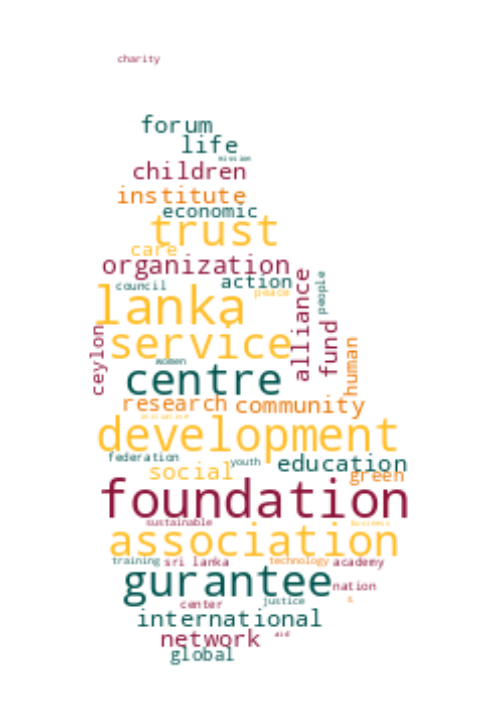 charity
forum
life
mission
children
institute
economic
trust
care
organization
action
council
people
peace
lanka
alliance
service
fund
ceylon
human
women
centre
research community
initiative
development
federation
youth
education
social
green
foundation
sustainable
business
association
training sri lanka
technology academy
gurantee
nation
center
justice
s
international
aid
network
global